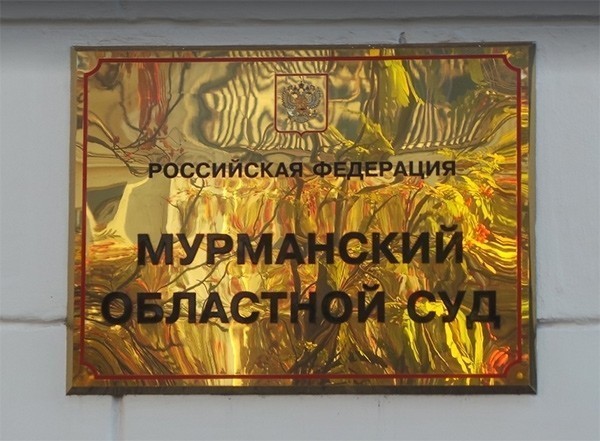 РОССИЙСКАЯ ФЕДЕРАЦИЯ
МУРМАНСКИЙ
ОБЛАСТНОЙ СУД